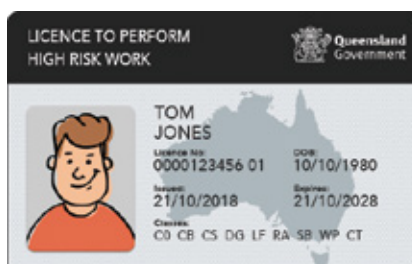 LICENCE TO PERFORM
HIGH RISK WORK
Queensland
Government
TOM
JONES
Licence No: DOB:
0000123456 01 10/10/1980
Issued: Expires:
21/10/2018 21/10/2028
Classes:
C0 CB CS DG LF RA SB WP CT